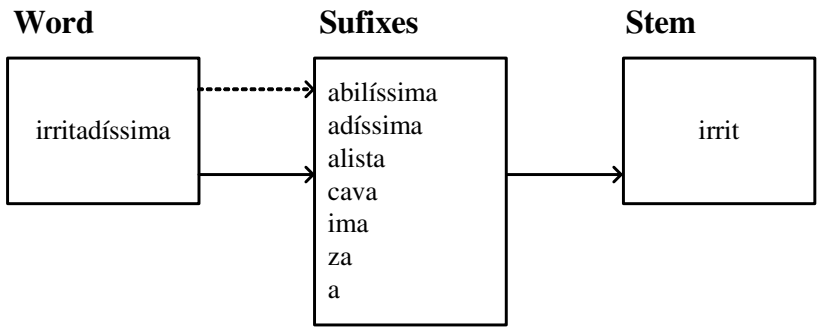 Word
Sufixes
Stem
irritadíssima
abilíssima
adíssima
alista
cava
ima
za
a
irrit